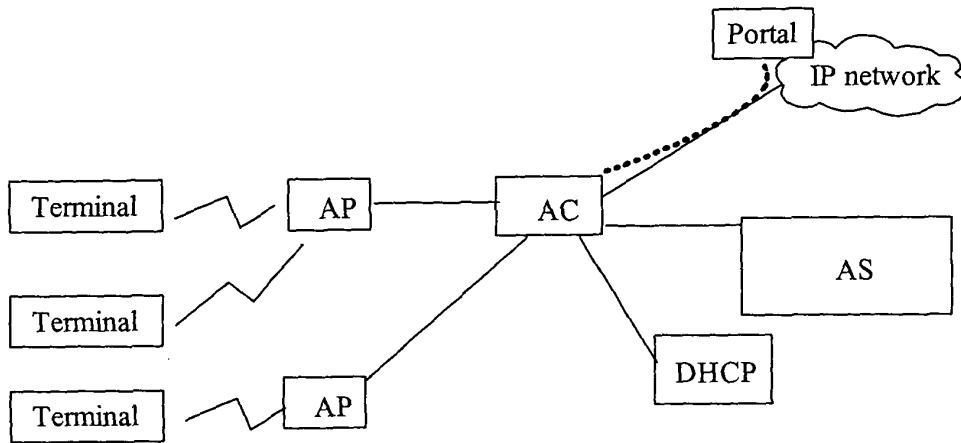 Portal
IP network
Terminal
AP
AC
AS
Terminal
DHCP
Terminal
AP